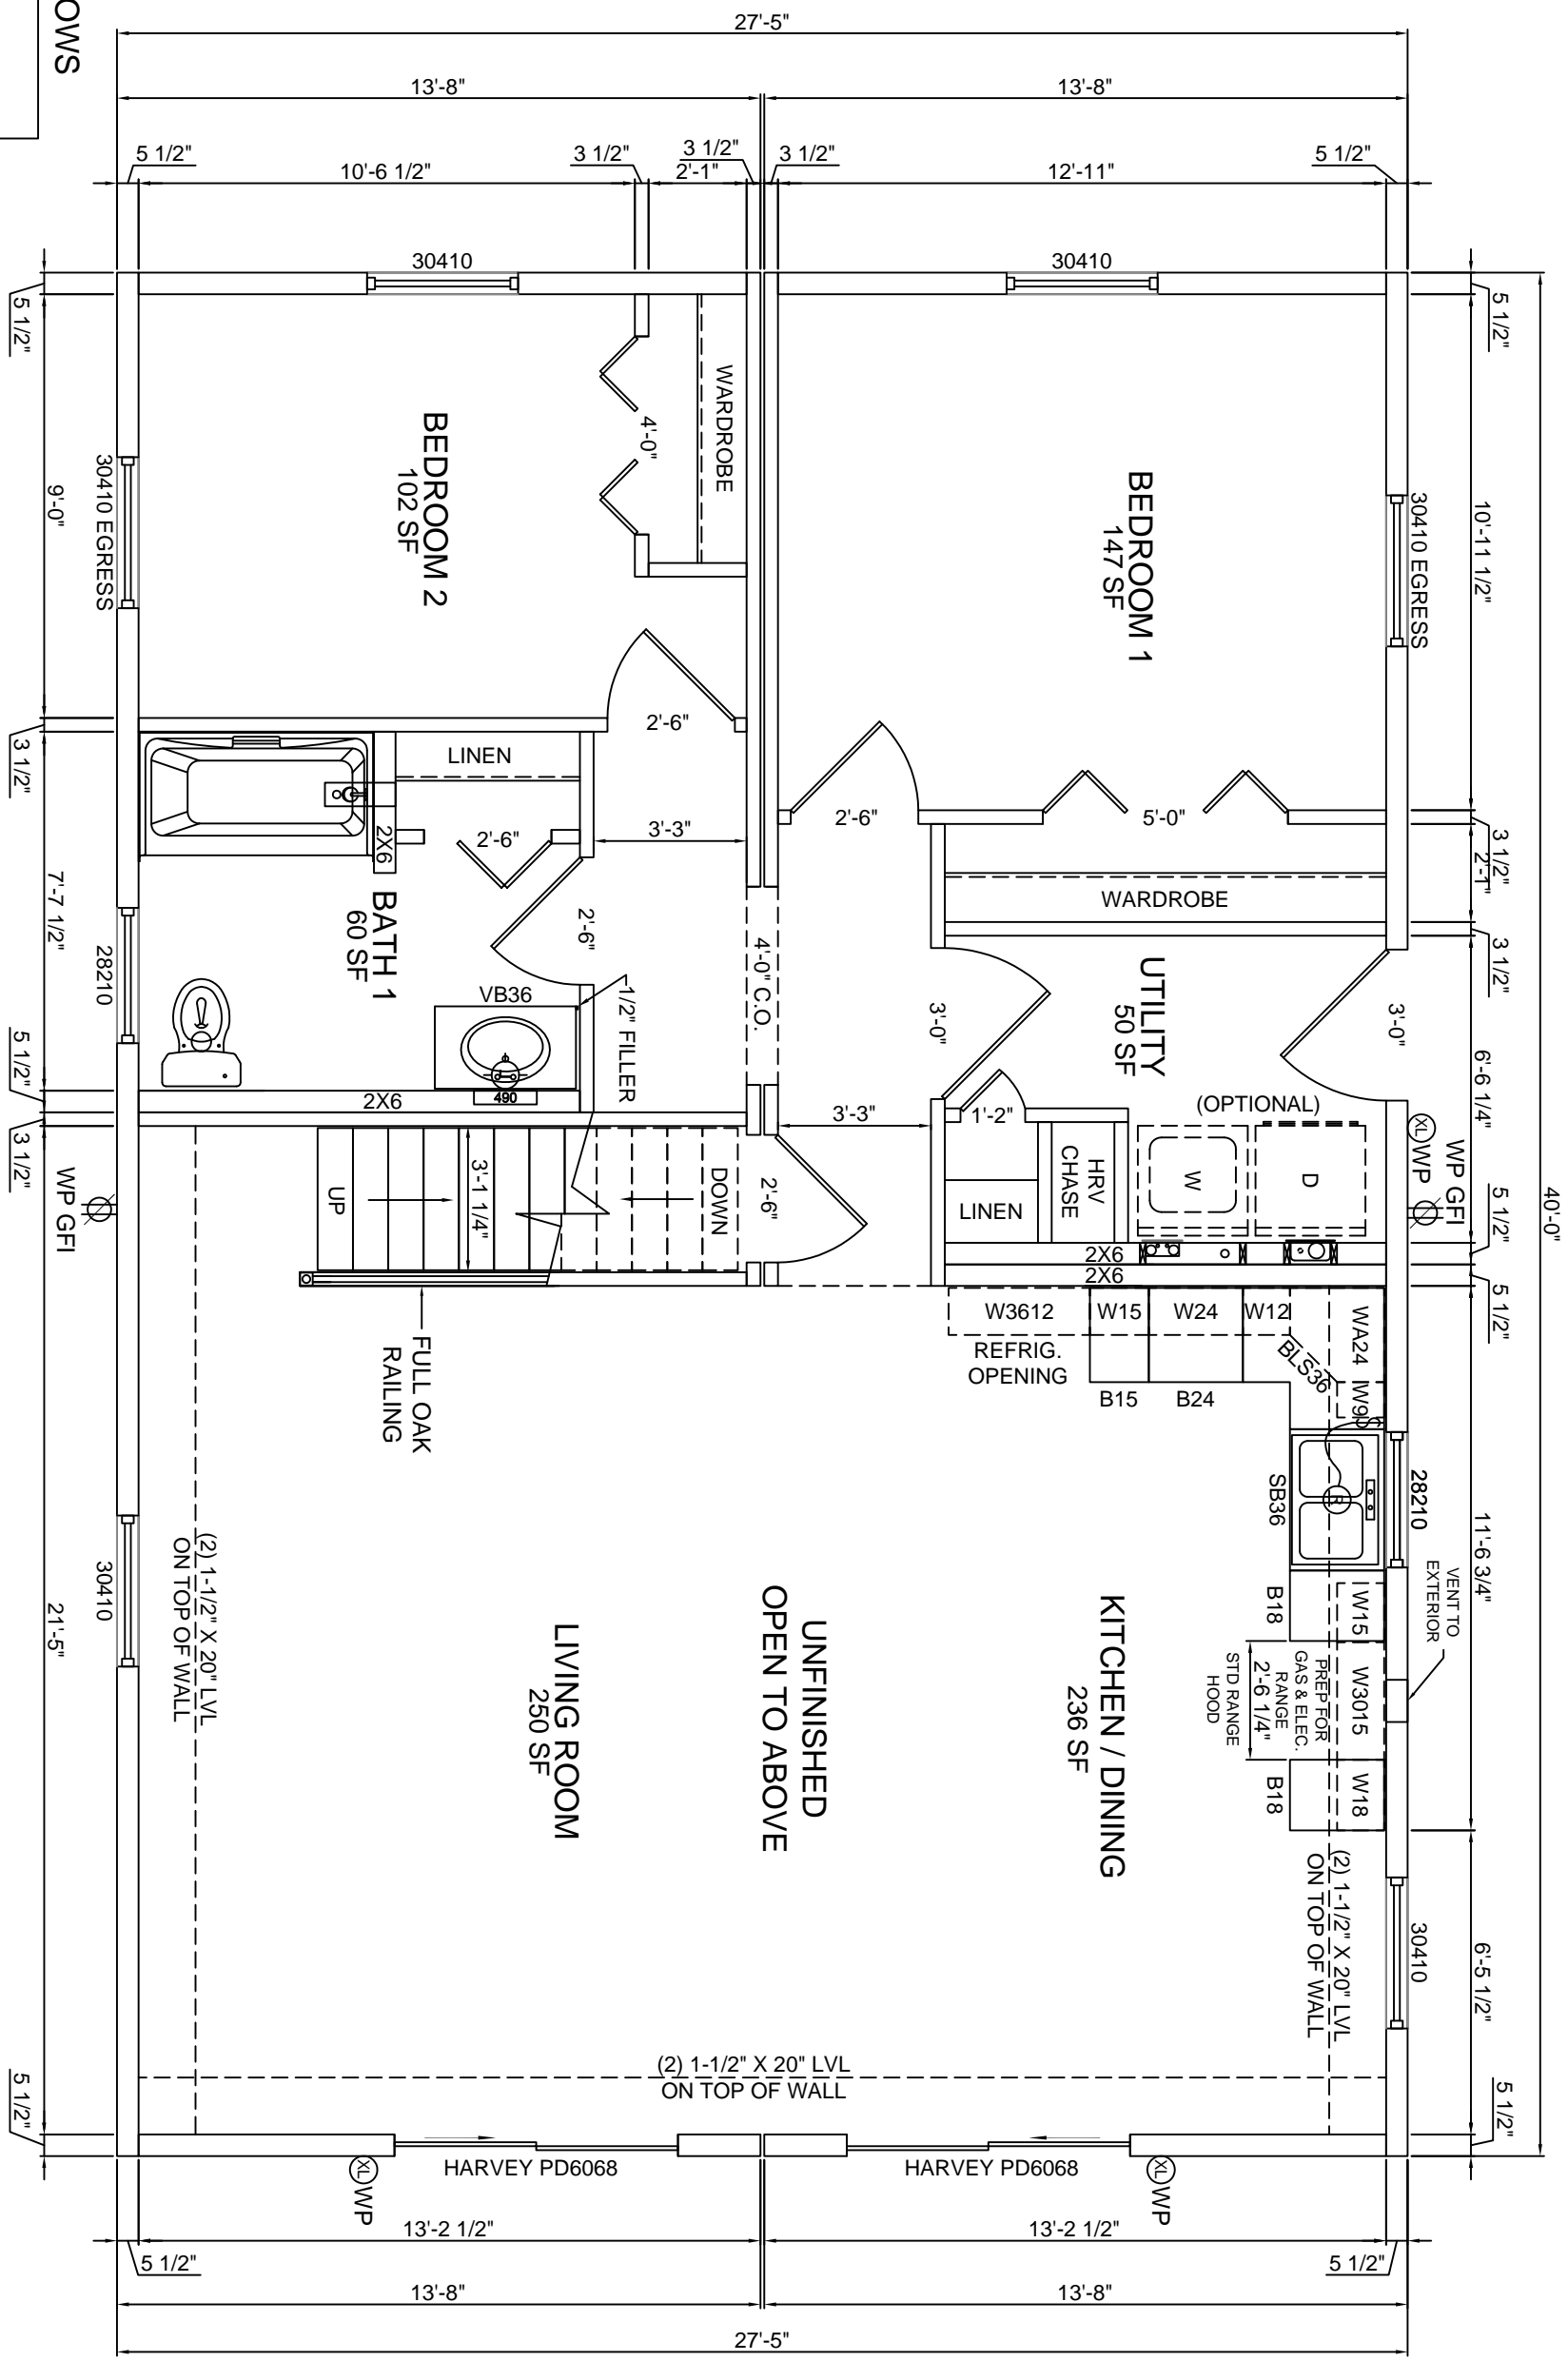 OWS
27'-5"
13'-8"
13'-8"
5 1/2"
10'-6 1/2"
3 1/2"
3 1/2"
2'-1"
3 1/2"
12'-11"
5 1/2"
30410
30410
5 1/2"
9'-0"
3 1/2"
7'-7 1/2"
5 1/2"
3 1/2"
21'-5"
5 1/2"
40'-0"
5 1/2"
10'-11 1/2"
3 1/2"
2'-1"
3 1/2"
6'-6 1/4"
5 1/2"
5 1/2"
11'-6 3/4"
6'-5 1/2"
5 1/2"
WARDROBE
4'-0"
BEDROOM 2
102 SF
30410 EGRESS
2'-6"
BEDROOM 1
147 SF
30410 EGRESS
2'-6"
5'-0"
WARDROBE
LINEN
2'-6"
3'-3"
2X6
BATH 1
60 SF
2'-6"
28210
VB36
1/2" FILLER
490
2X6
4'-0" C.O.
3'-0"
UTILITY
50 SF
3'-0"
(OPTIONAL)
W
D
1'-2"
3'-3"
HRV
CHASE
LINEN
2X6
2X6
XL WP
WP GFI
WP GFI
UP
3'-1 1/4"
DOWN
2'-6"
FULL OAK
RAILING
W3612
W15
W24
W12
WA24
W9
BLS36
REFRIG.
OPENING
B15
B24
SB36
R
S
28210
VENT TO
EXTERIOR
B18
W15
W3015
W18
B18
PREP FOR
GAS & ELEC.
RANGE
2'-6 1/4"
STD RANGE
HOOD
KITCHEN / DINING
236 SF
UNFINISHED
OPEN TO ABOVE
LIVING ROOM
250 SF
30410
(2) 1-1/2" X 20" LVL
ON TOP OF WALL
30410
(2) 1-1/2" X 20" LVL
ON TOP OF WALL
(2) 1-1/2" X 20" LVL
ON TOP OF WALL
XL WP
HARVEY PD6068
HARVEY PD6068
XL WP
13'-2 1/2"
13'-2 1/2"
5 1/2"
5 1/2"
13'-8"
13'-8"
27'-5"